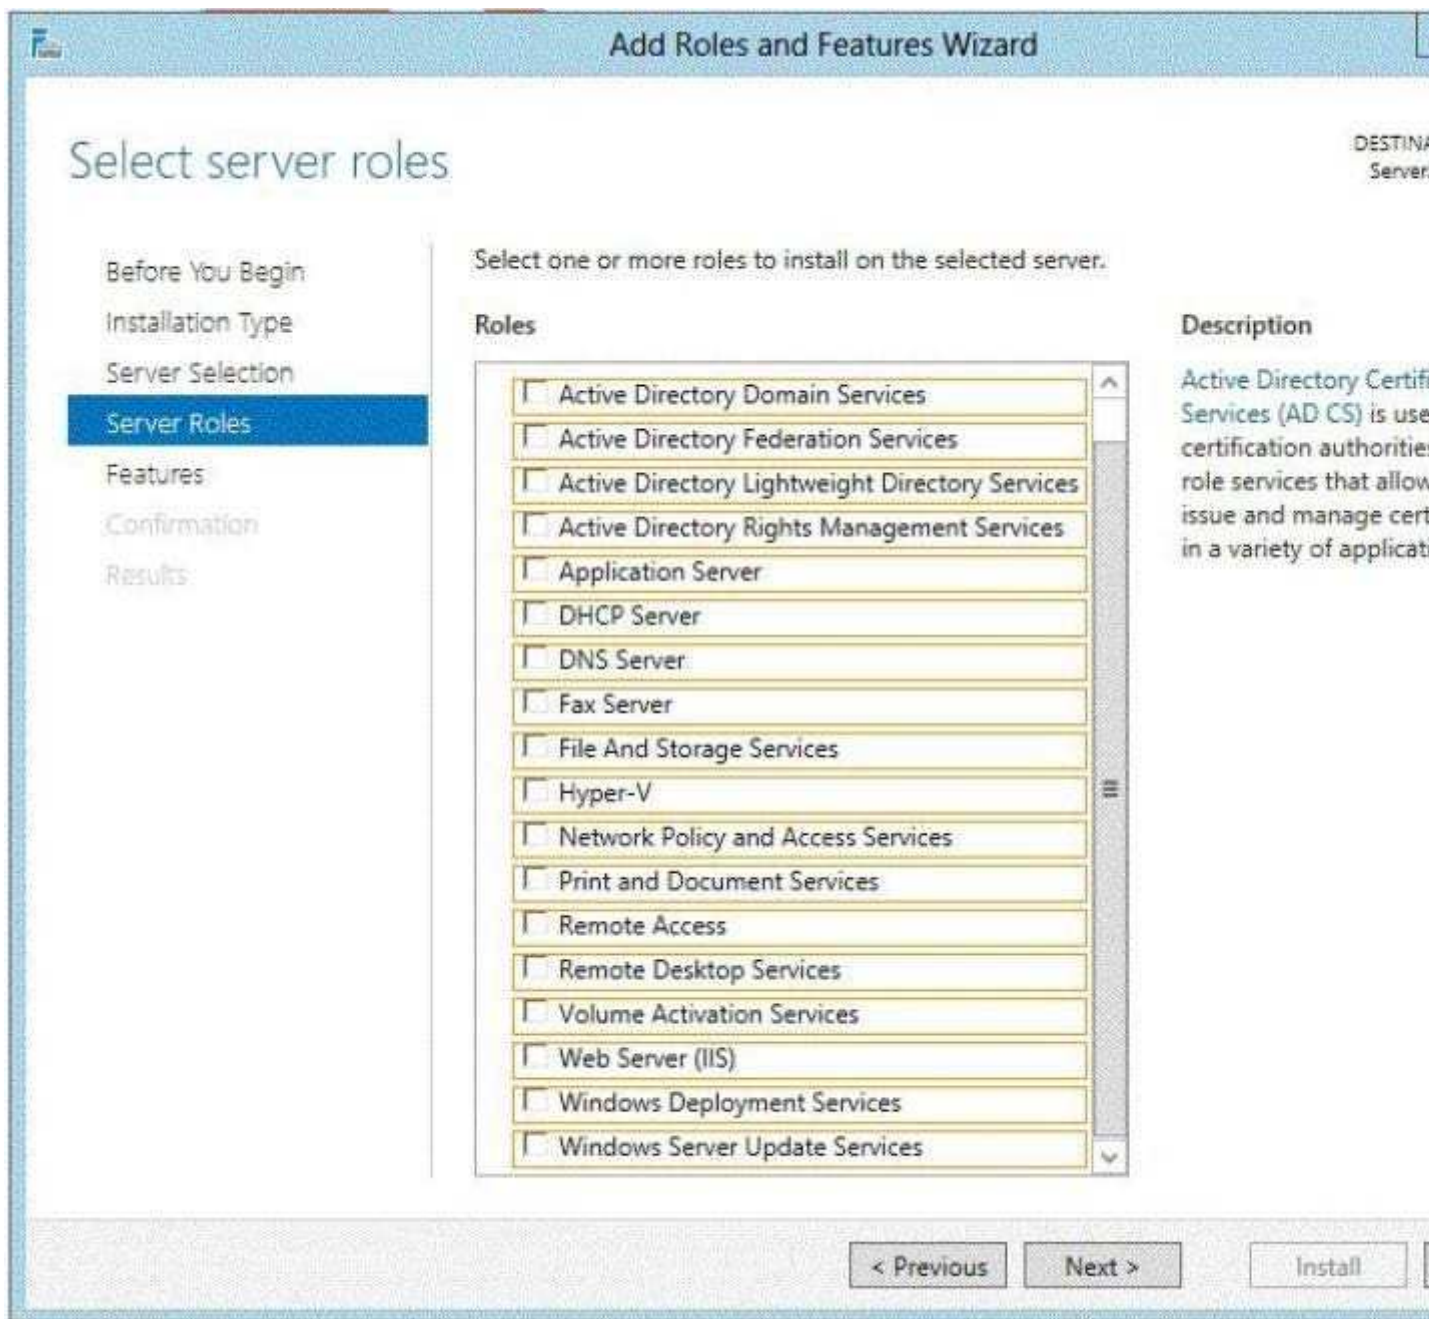 Add Roles and Features Wizard
Select server roles
DESTINA
Server
Before You Begin
Installation Type
Server Selection
Server Roles
Features
Confirmation
Results
Select one or more roles to install on the selected server.
Roles
Active Directory Domain Services
Active Directory Federation Services
Active Directory Lightweight Directory Services
Active Directory Rights Management Services
Application Server
DHCP Server
DNS Server
Fax Server
File And Storage Services
Hyper-V
Network Policy and Access Services
Print and Document Services
Remote Access
Remote Desktop Services
Volume Activation Services
Web Server (IIS)
Windows Deployment Services
Windows Server Update Services
Description
Active Directory Certifi
Services (AD CS) is use
certification authorities
role services that allow
issue and manage cert
in a variety of applicati
< Previous
Next >
Install